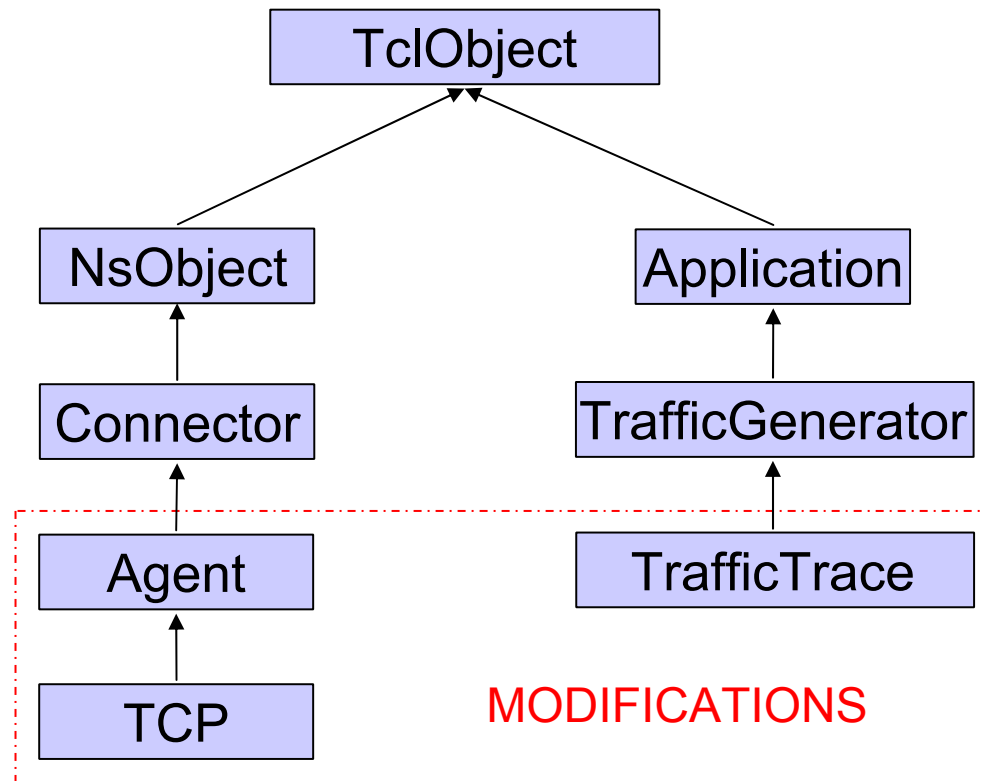 TclObject
NsObject
Application
Connector
TrafficGenerator
Agent
TrafficTrace
TCP
MODIFICATIONS